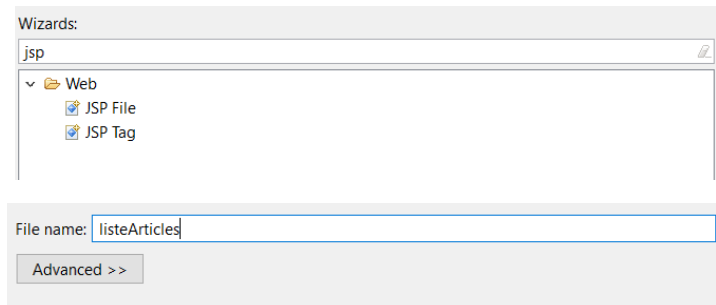 Wizards:
jsp
Web
JSP File
JSP Tag
File name: listeArticles
Advanced >>